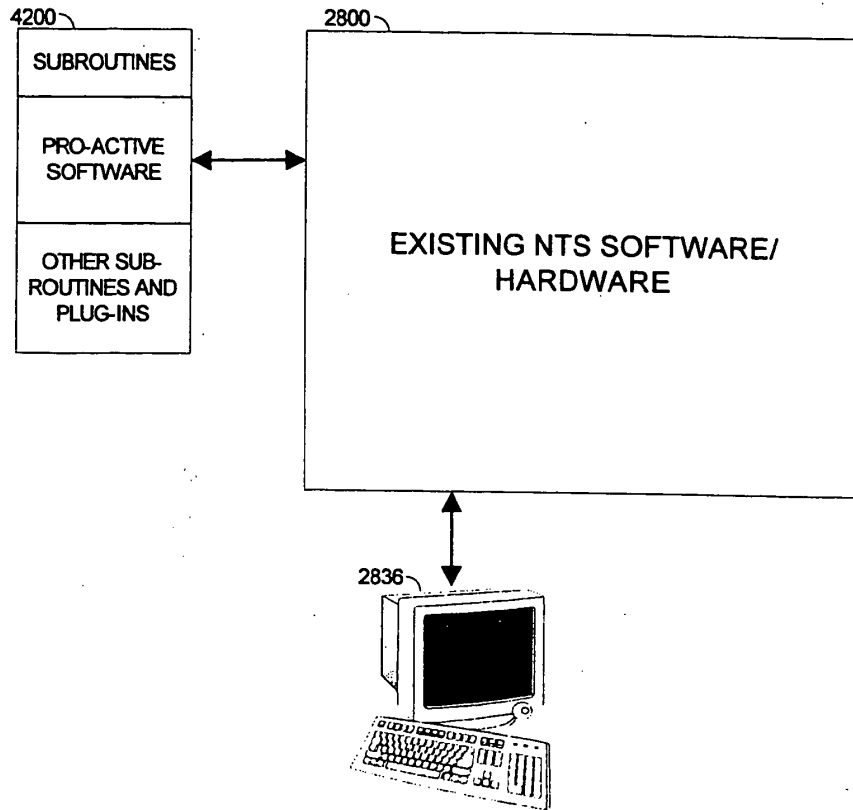 4200
2800
SUBROUTINES
PRO-ACTIVE
SOFTWARE
OTHER SUB-
ROUTINES AND
PLUG-INS
EXISTING NTS SOFTWARE/
HARDWARE
2836